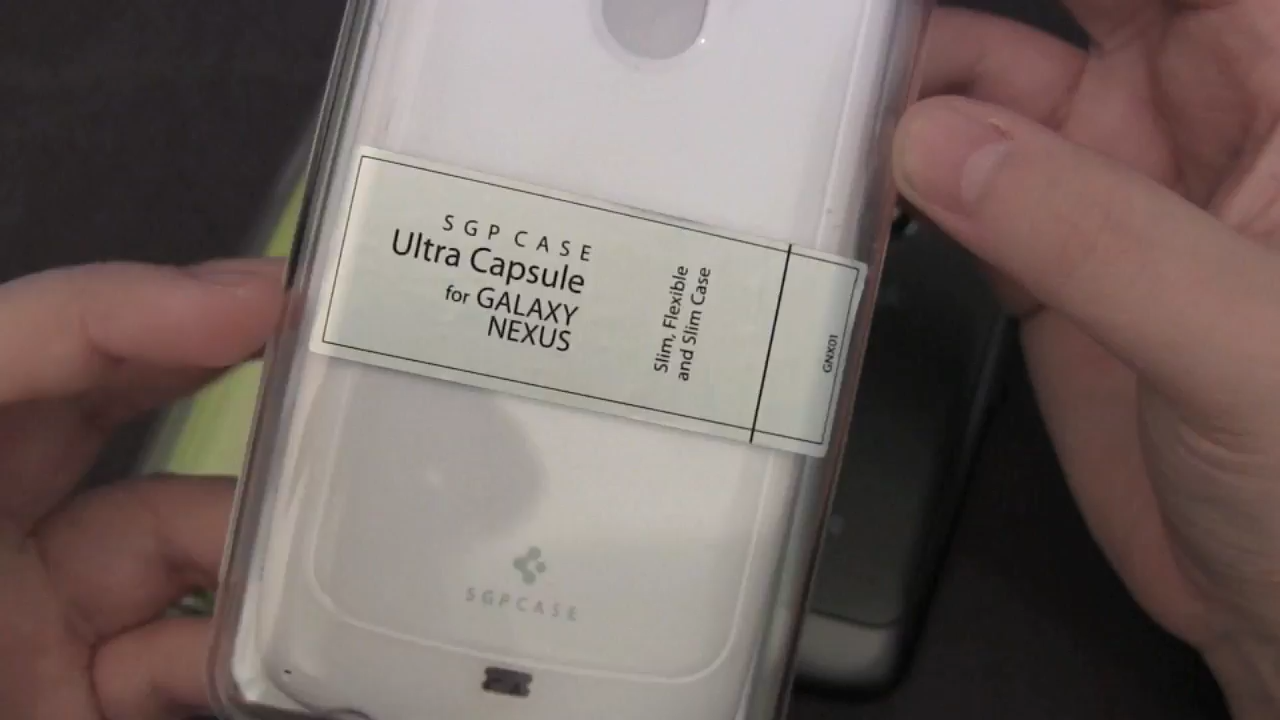 SGP CASE
Ultra Capsule
for GALAXY
NEXUS
Slim, Flexible
and Slim Case
GNX01
SGPCASE